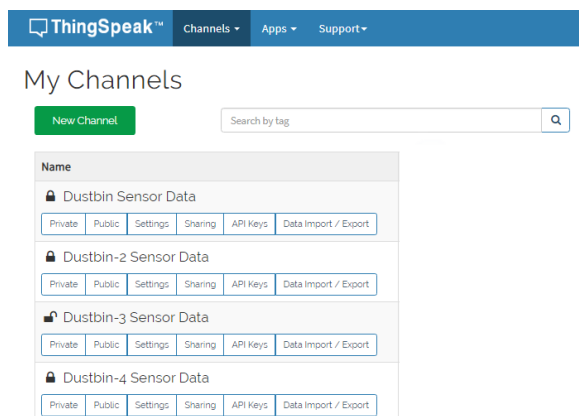 ThingSpeak™ Channels Apps Support
My Channels
New Channel Search by tag
Name
Dustbin Sensor Data
Private Public Settings Sharing API Keys Data Import / Export
Dustbin-2 Sensor Data
Private Public Settings Sharing API Keys Data Import / Export
Dustbin-3 Sensor Data
Private Public Settings Sharing API Keys Data Import / Export
Dustbin-4 Sensor Data
Private Public Settings Sharing API Keys Data Import / Export